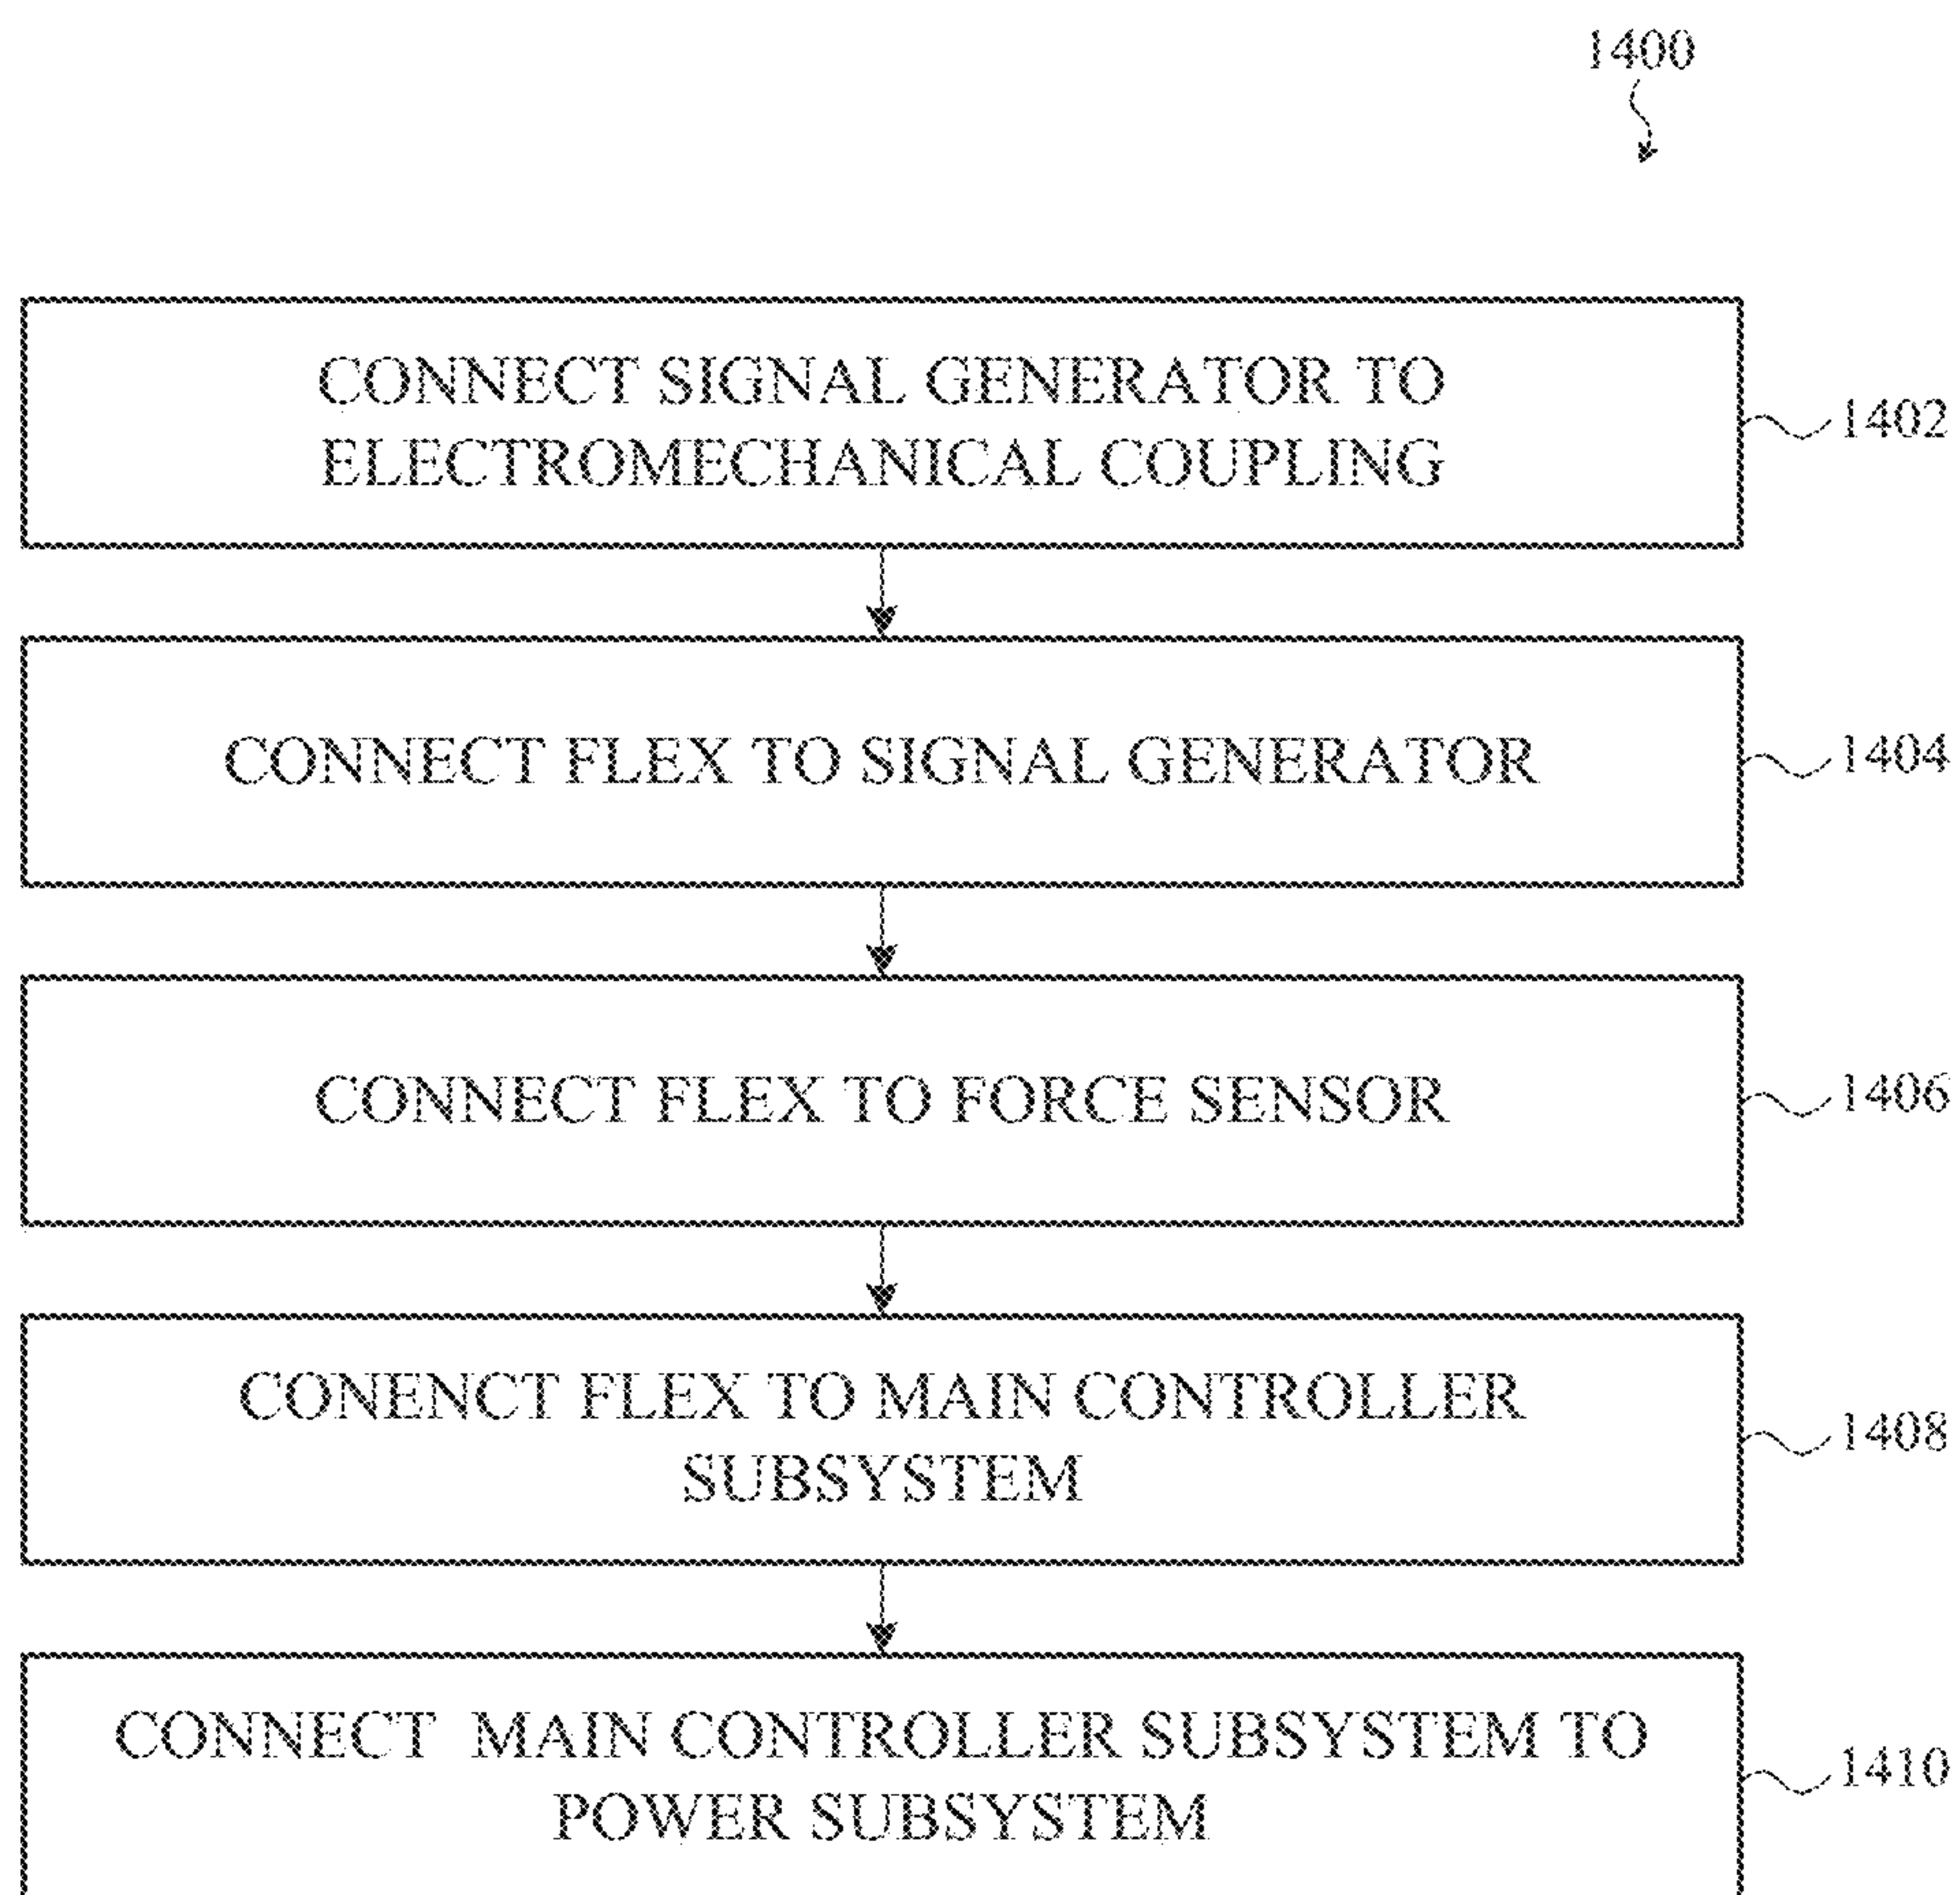 1400
CONNECT SIGNAL GENERATOR TO
ELECTROMECHANICAL COUPLING
1402
CONNECT FLEX TO SIGNAL GENERATOR
1404
CONNECT FLEX TO FORCE SENSOR
1406
CONENCT FLEX TO MAIN CONTROLLER
SUBSYSTEM
1408
CONNECT MAIN CONTROLLER SUBSYSTEM TO
POWER SUBSYSTEM
1410